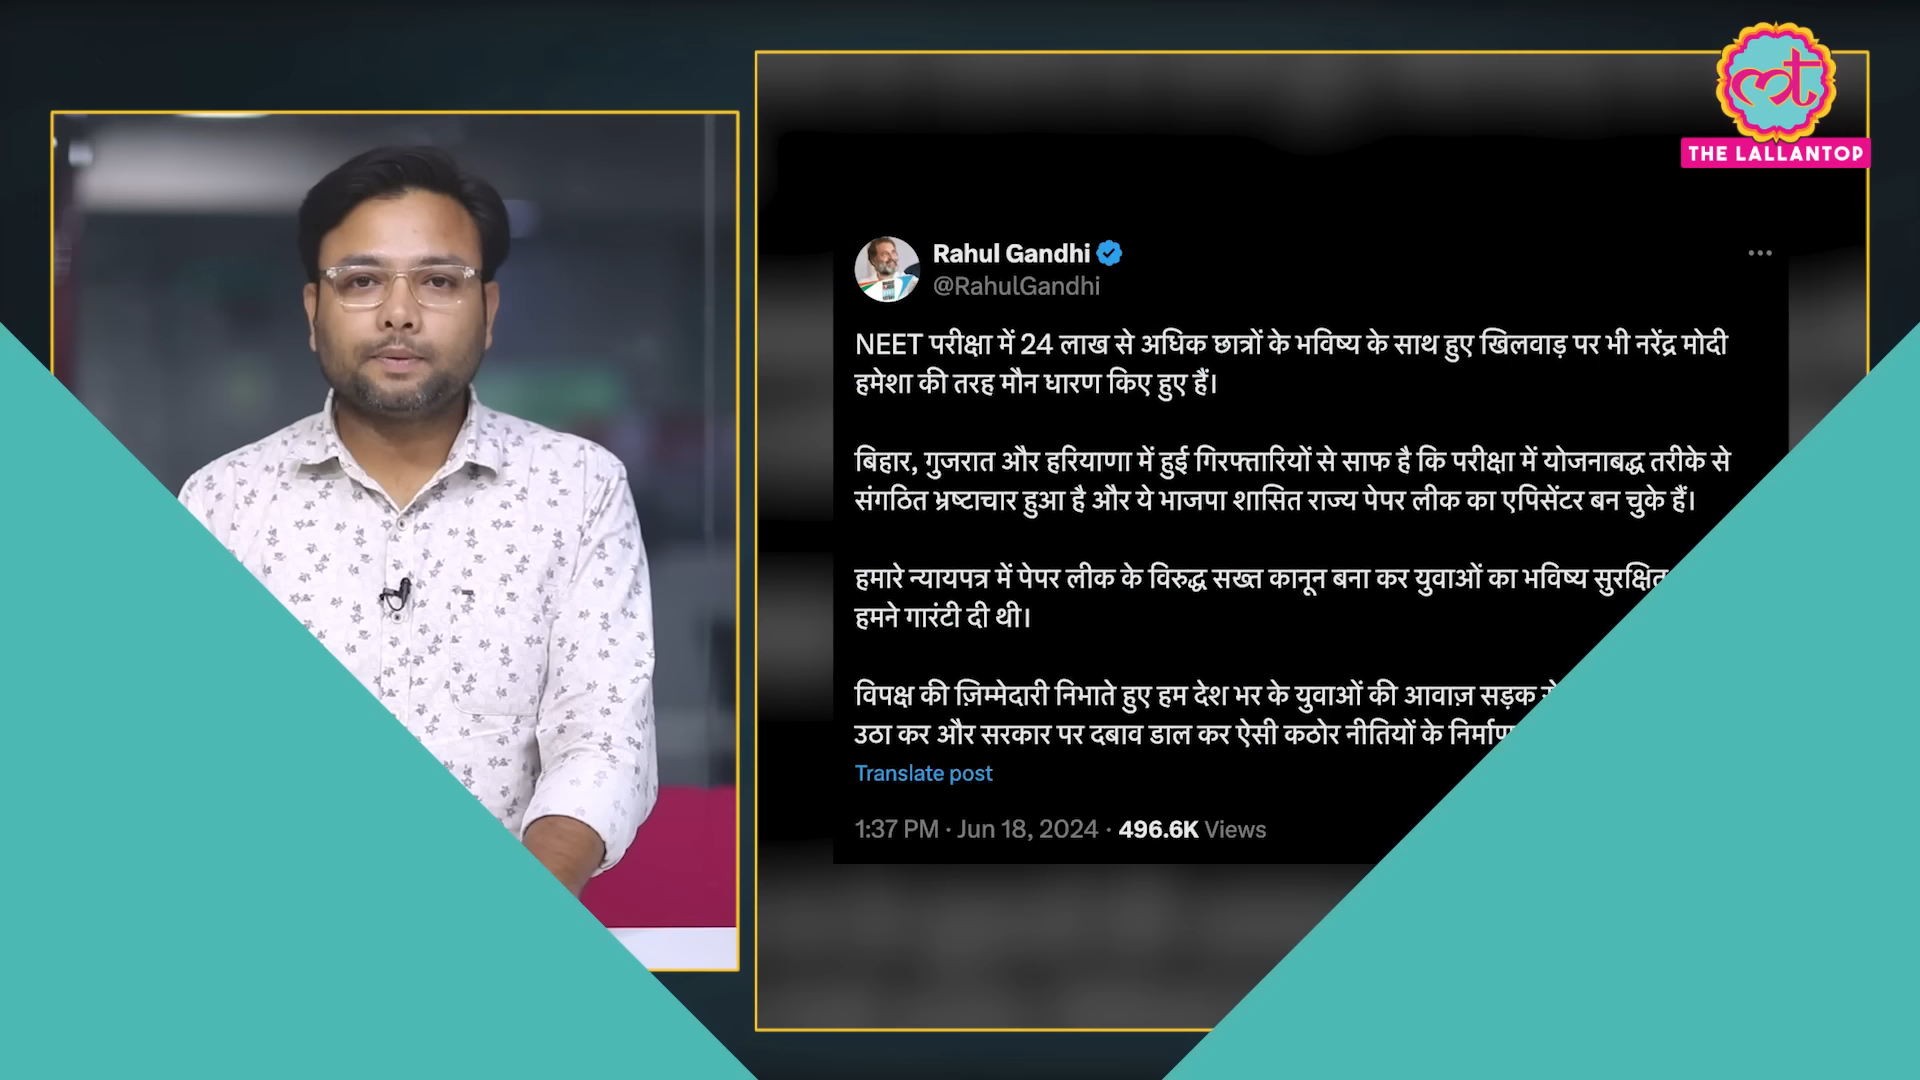 THE LALLANTOP
Rahul Gandhi
@RahulGandhi
NEET परीक्षा में 24 लाख से अधिक छात्रों के भविष्य के साथ हुए खिलवाड़ पर भी नरेंद्र मोदी
हमेशा की तरह मौन धारण किए हुए हैं।
बिहार, गुजरात और हरियाणा में हुई गिरफ्तारियों से साफ है कि परीक्षा में योजनाबद्ध तरीके से
संगठित भ्रष्टाचार हुआ है और ये भाजपा शासित राज्य पेपर लीक का एपिसेंटर बन चुके हैं।
हमारे न्यायपत्र में पेपर लीक के विरुद्ध सख्त कानून बना कर युवाओं का भविष्य सुरक्षित
हमने गारंटी दी थी।
विपक्ष की ज़िम्मेदारी निभाते हुए हम देश भर के युवाओं की आवाज़ सड़क
उठा कर और सरकार पर दबाव डाल कर ऐसी कठोर नीतियों के
Translate post
1:37 PM · Jun 18, 2024 · 496.6K Views